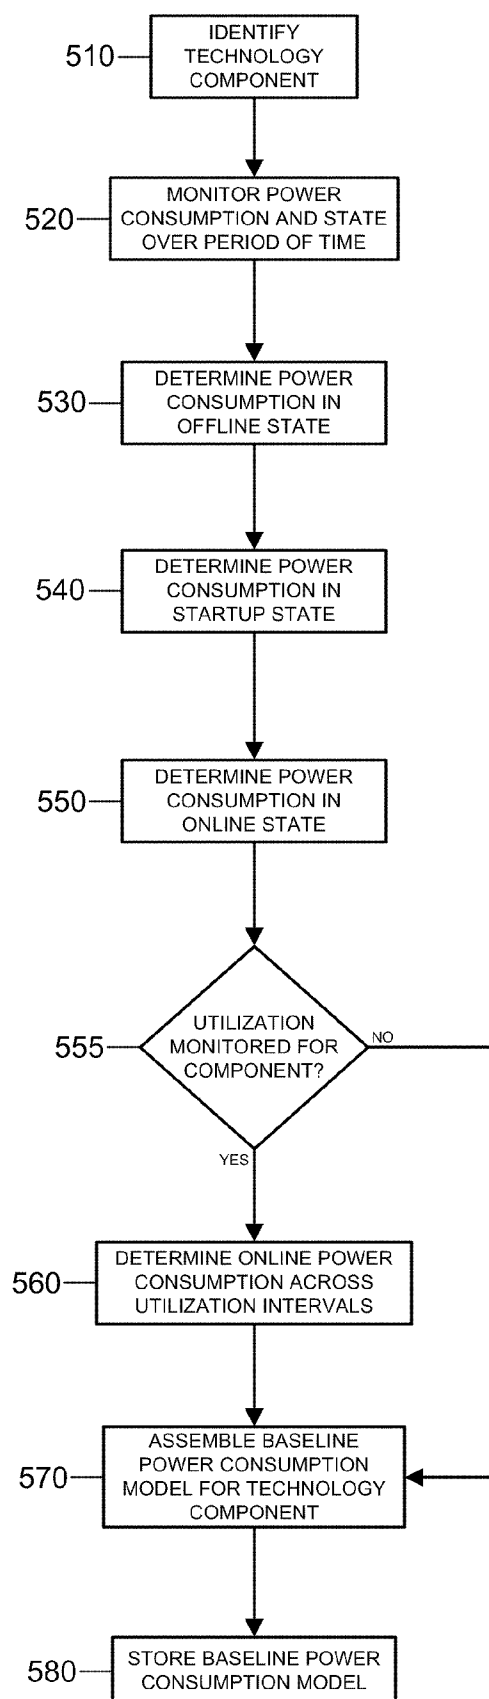 510
IDENTIFY
TECHNOLOGY
COMPONENT
520
MONITOR POWER
CONSUMPTION AND STATE
OVER PERIOD OF TIME
530
DETERMINE POWER
CONSUMPTION IN
OFFLINE STATE
540
DETERMINE POWER
CONSUMPTION IN
STARTUP STATE
550
DETERMINE POWER
CONSUMPTION IN
ONLINE STATE
555
UTILIZATION
MONITORED FOR
COMPONENT?
NO
YES
560
DETERMINE ONLINE POWER
CONSUMPTION ACROSS
UTILIZATION INTERVALS
570
ASSEMBLE BASELINE
POWER CONSUMPTION
MODEL FOR TECHNOLOGY
COMPONENT
580
STORE BASELINE POWER
CONSUMPTION MODEL